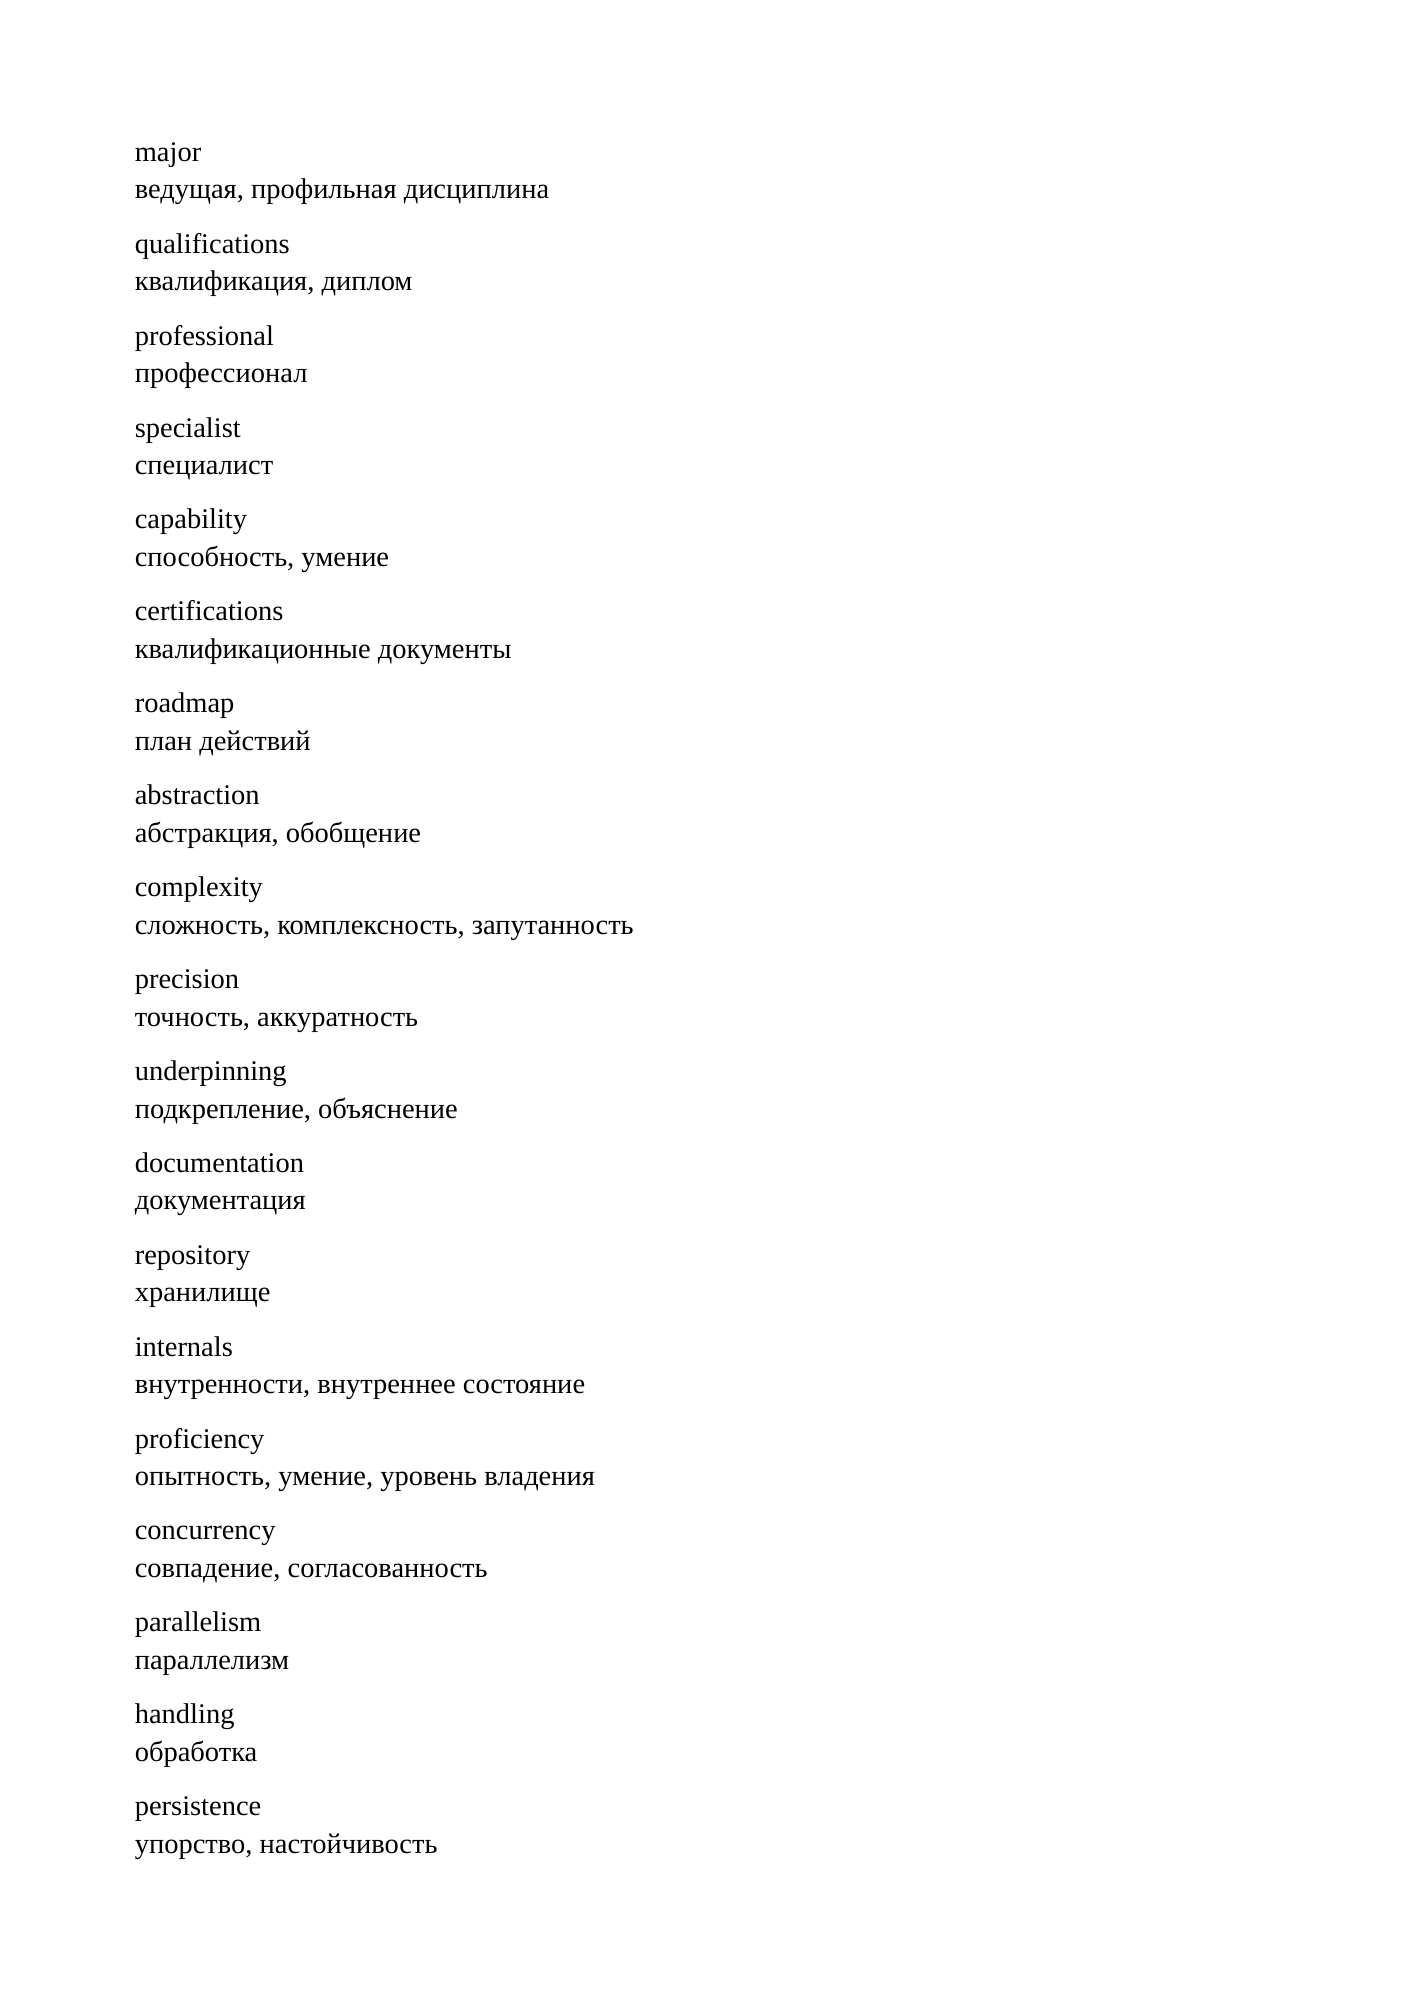 major
ведущая, профильная дисциплина
qualifications
квалификация, диплом
professional
профессионал
specialist
специалист
capability
способность, умение
certifications
квалификационные документы
roadmap
план действий
abstraction
абстракция, обобщение
complexity
сложность, комплексность, запутанность
precision
точность, аккуратность
underpinning
подкрепление, объяснение
documentation
документация
repository
хранилище
internals
внутренности, внутреннее состояние
proficiency
опытность, умение, уровень владения
concurrency
совпадение, согласованность
parallelism
параллелизм
handling
обработка
persistence
упорство, настойчивость